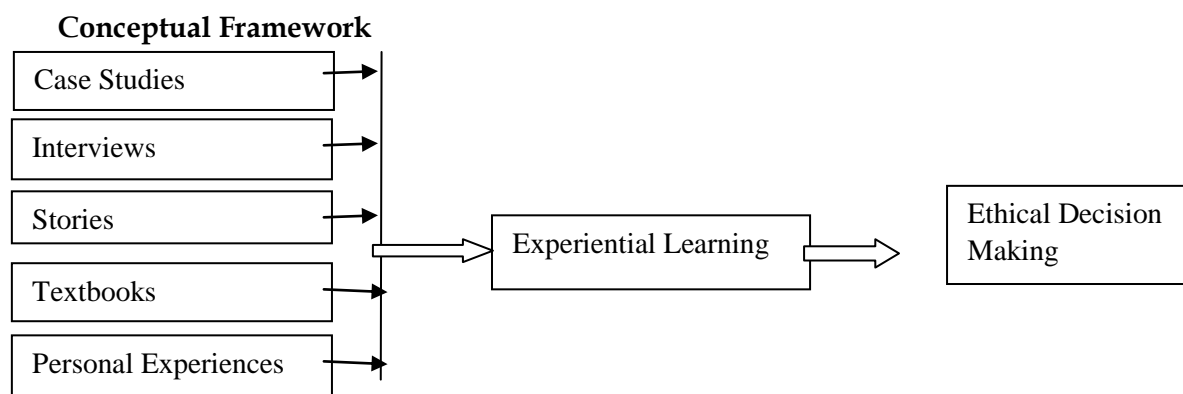 Conceptual Framework
Case Studies
Interviews
Stories
Textbooks
Personal Experiences
Experiential Learning
Ethical Decision
Making